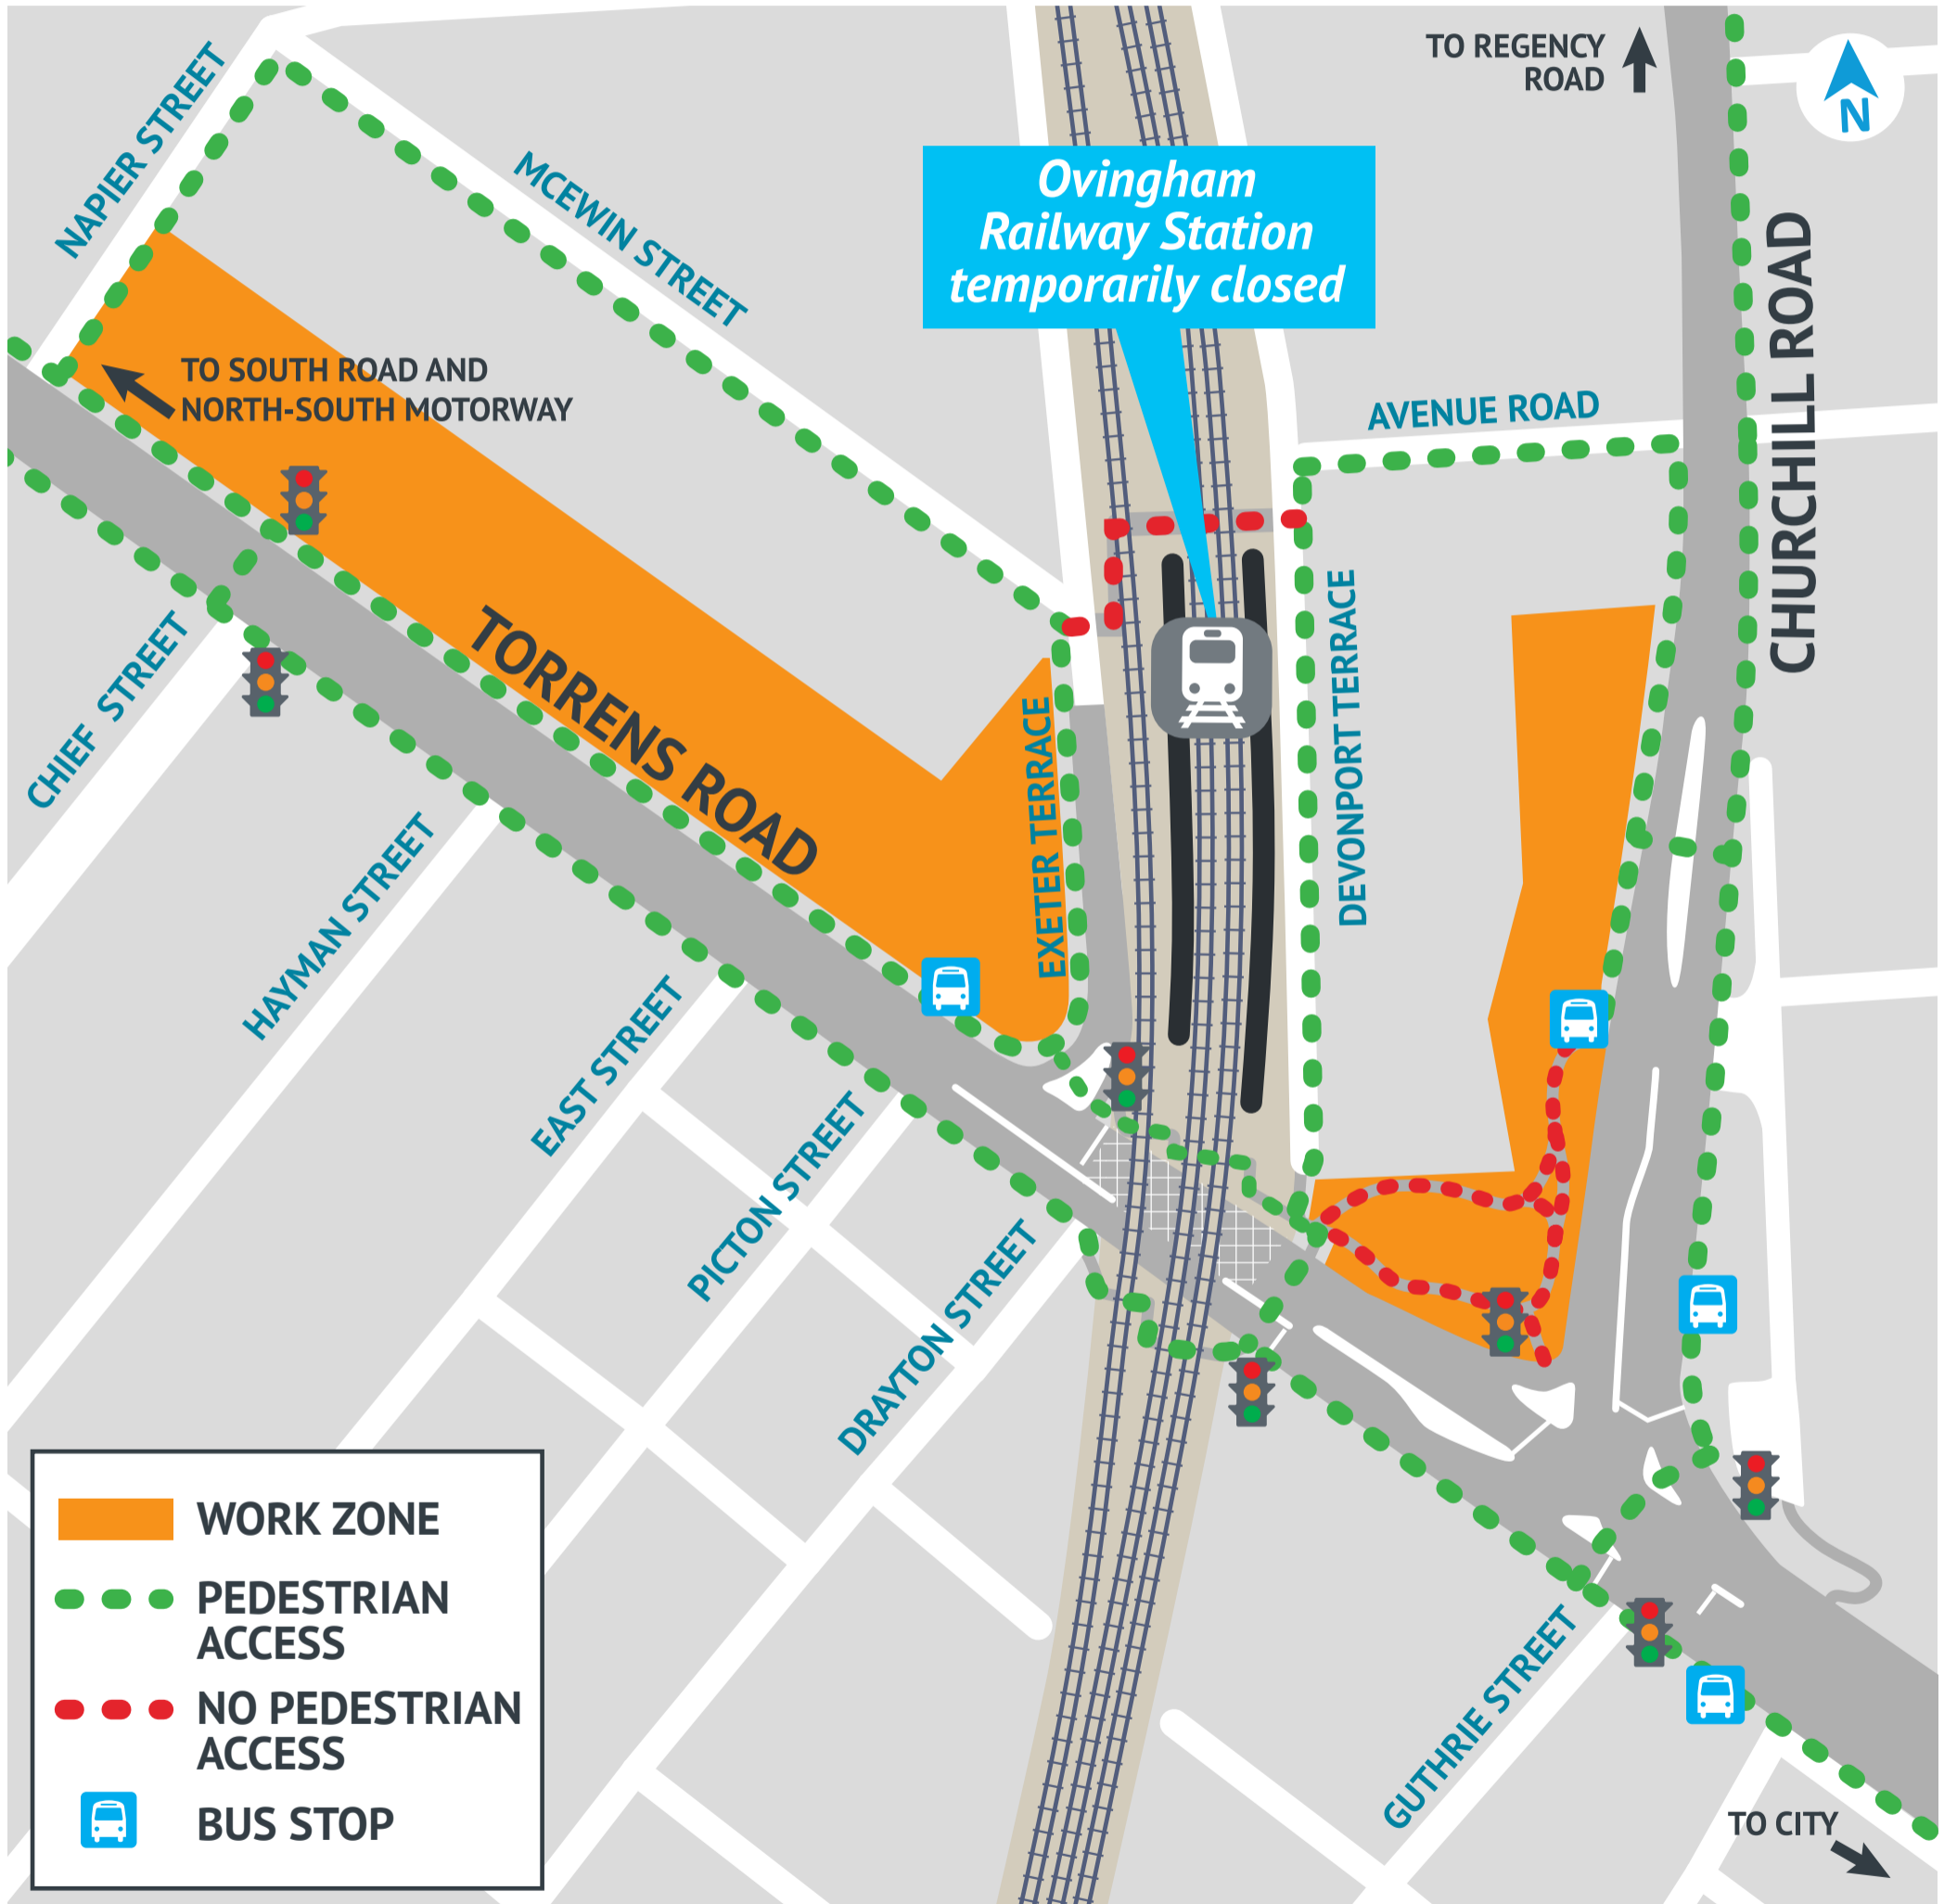 TO REGENCY
ROAD
N
NAPIER STREET
MCEWIN STREET
Ovingham
Railway Station
temporarily closed
CHURCHILL ROAD
TO SOUTH ROAD AND
NORTH-SOUTH MOTORWAY
AVENUE ROAD
TORRENS ROAD
CHIEF STREET
DEVONPORT TERRACE
EXETER TERRACE
HAYMAN STREET
EAST STREET
PICTON STREET
DRAYTON STREET
GUTHRIE STREET
WORK ZONE
PEDESTRIAN
ACCESS
NO PEDESTRIAN
ACCESS
BUS STOP
TO CITY